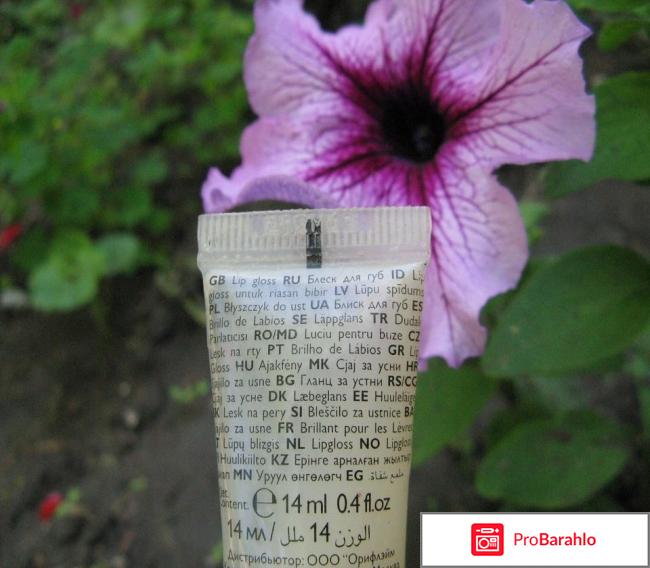 GB Lip gloss RU Блеск для губ ID Lip
gloss untuk riasan bibir LV Lūpu spīdums
PL Błyszczyk do ust UA Блиск для губ ES
Brillo de Labios SE Läppglans TR Dudak
Parlatıcısı RO/MD Luciu pentru buze CZ
Lesk na rty PT Brilho de Lábios GR Lip
Gloss HU Ajakfény MK Сјај за усни HR
Sjajilo za usne BG Гланц за устни RS/CG
Сјај за усне DK Læbeglans EE Huuleläige
SK Lesk na pery SI Bleščilo za ustnice BA
Sjajilo za usne FR Brillant pour les Lèvres
LT Lūpų blizgis NL Lipgloss NO Lipgloss
FI Huulikiilto KZ Ерінге арналған жылтыр
MN Уруул өнгөлөгч EG ملمع شفاة
Net.
Content. e 14 ml 0.4 fl.oz
14 мл / الوزن 14 ملل
Дистрибьютор: ООО "Орифлэйм
ProBarahlo